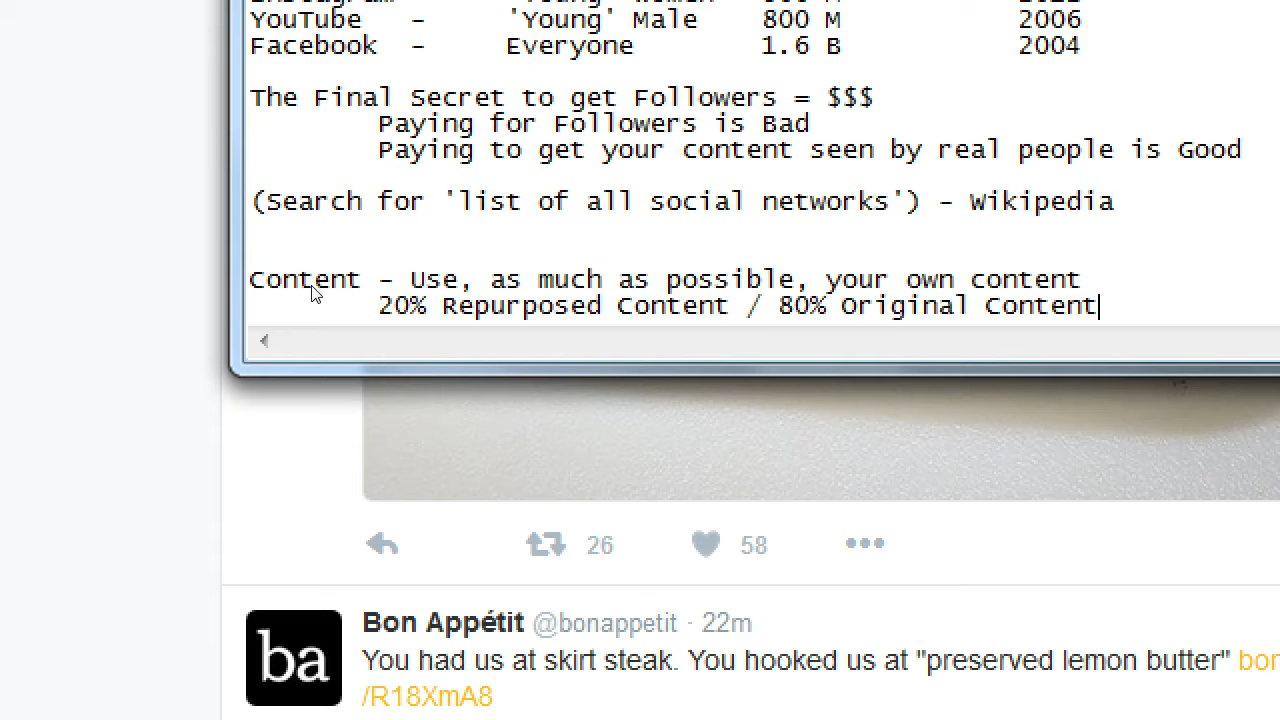 YouTube - 'Young' Male 800 M 2006
Facebook - Everyone 1.6 B 2004
The Final Secret to get Followers = $$$
Paying for Followers is Bad
Paying to get your content seen by real people is Good
(Search for 'list of all social networks') - Wikipedia
Content - Use, as much as possible, your own content
20% Repurposed Content / 80% Original Content
26 58
ba
Bon Appétit @bonappetit · 22m
You had us at skirt steak. You hooked us at "preserved lemon butter" bon
/R18XmA8